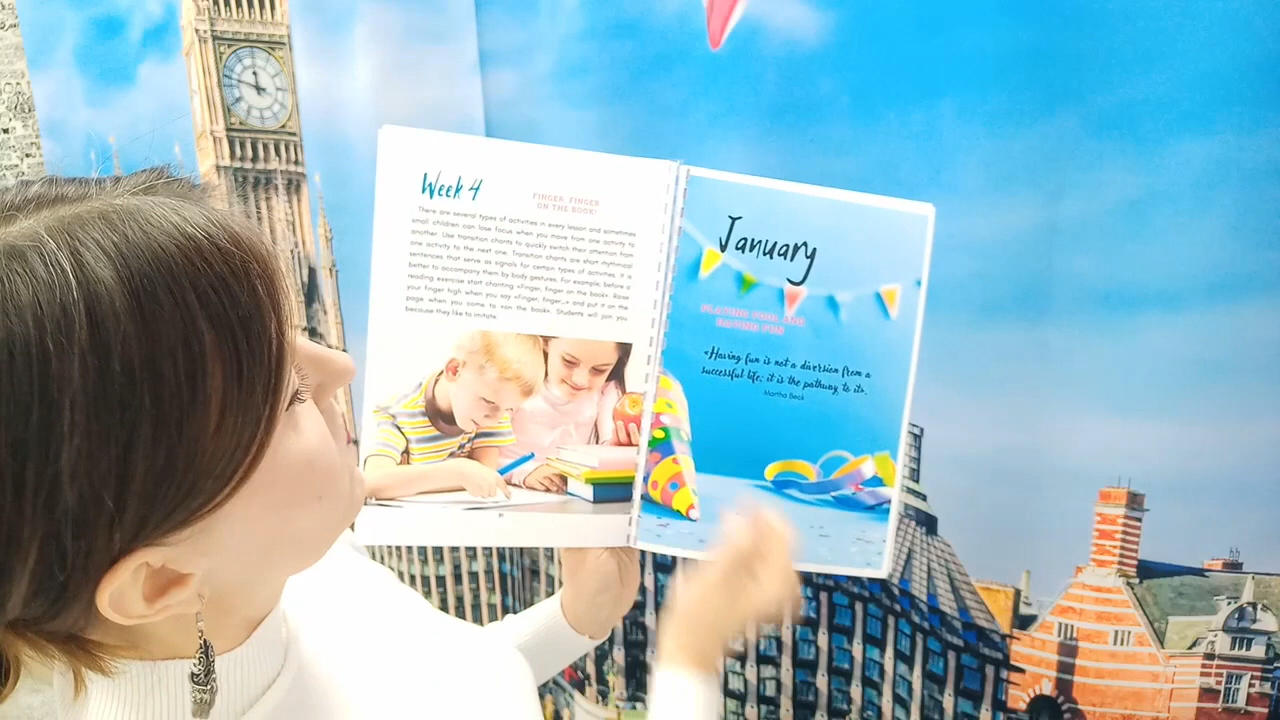 Week 4
FINGER, FINGER
ON THE BOOK!
There are several types of activities in every lesson and sometimes
small children can lose focus when you move from one activity to
another. Use transition chants to quickly switch their attention from
one activity to the next one. Transition chants are short rhythmical
sentences that serve as signals for certain types of activities. It is
better to accompany them by body gestures. For example, before a
reading exercise start chanting «Finger, finger on the book». Raise
your finger high when you say «Finger, finger...» and put it on the
page when you come to «on the book». Students will join you
because they like to imitate.
January
PLAYING FOOL AND
HAVING FUN
«Having fun is not a diversion from a
successful life; it is the pathway to it».
Martha Beck